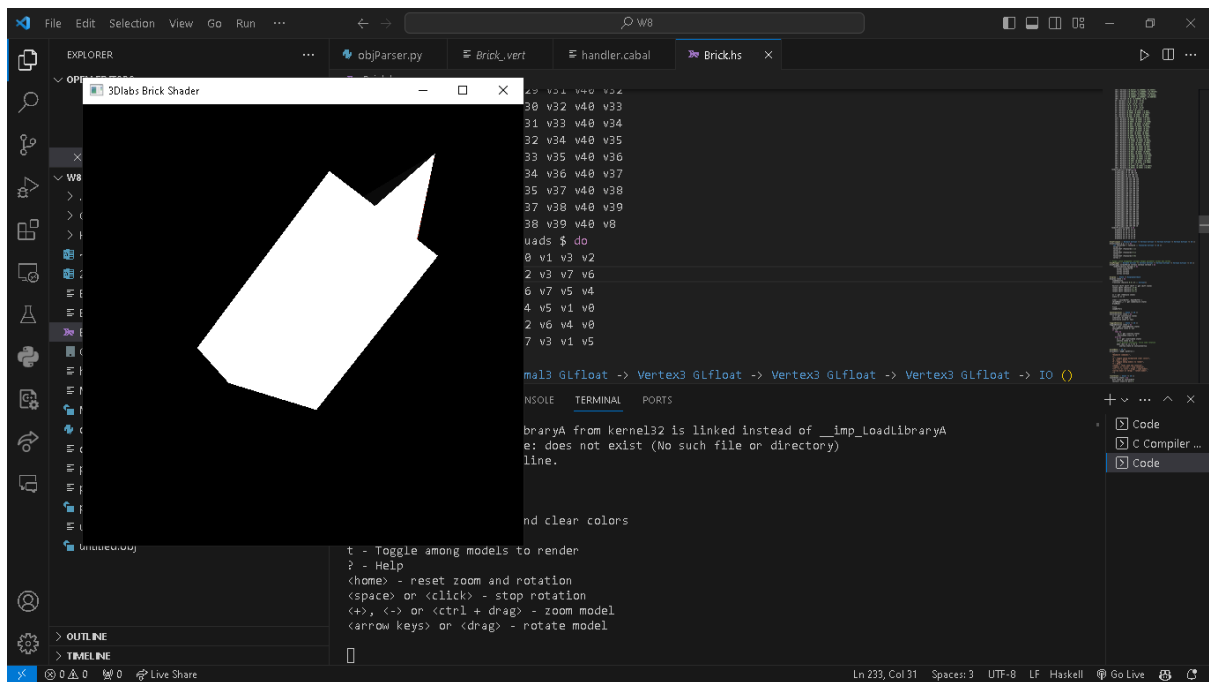 File Edit Selection View Go Run ···
W8
EXPLORER ···
objParser.py Brick_.vert handler.cabal Brick.hs
3Dlabs Brick Shader
30 v32 v40 v33
31 v33 v40 v34
32 v34 v40 v35
33 v35 v40 v36
34 v36 v40 v37
35 v37 v40 v38
37 v38 v40 v39
38 v39 v40 v8
uads $ do
0 v1 v3 v2
2 v3 v7 v6
6 v7 v5 v4
4 v5 v1 v0
2 v6 v4 v0
7 v3 v1 v5
mal3 GLfloat -> Vertex3 GLfloat -> Vertex3 GLfloat -> Vertex3 GLfloat -> IO ()
W8
NSOLE TERMINAL PORTS
braryA from kernel32 is linked instead of __imp_LoadLibraryA
e: does not exist (No such file or directory)
line.
nd clear colors
t - Toggle among models to render
? - Help
<home> - reset zoom and rotation
<space> or <click> - stop rotation
<+>, <-> or <ctrl + drag> - zoom model
<arrow keys> or <drag> - rotate model
Code
C Compiler ...
Code
untitled.obj
OUTLINE
TIMELINE
0 0 0 Live Share
Ln 233, Col 31 Spaces: 3 UTF-8 LF Haskell Go Live